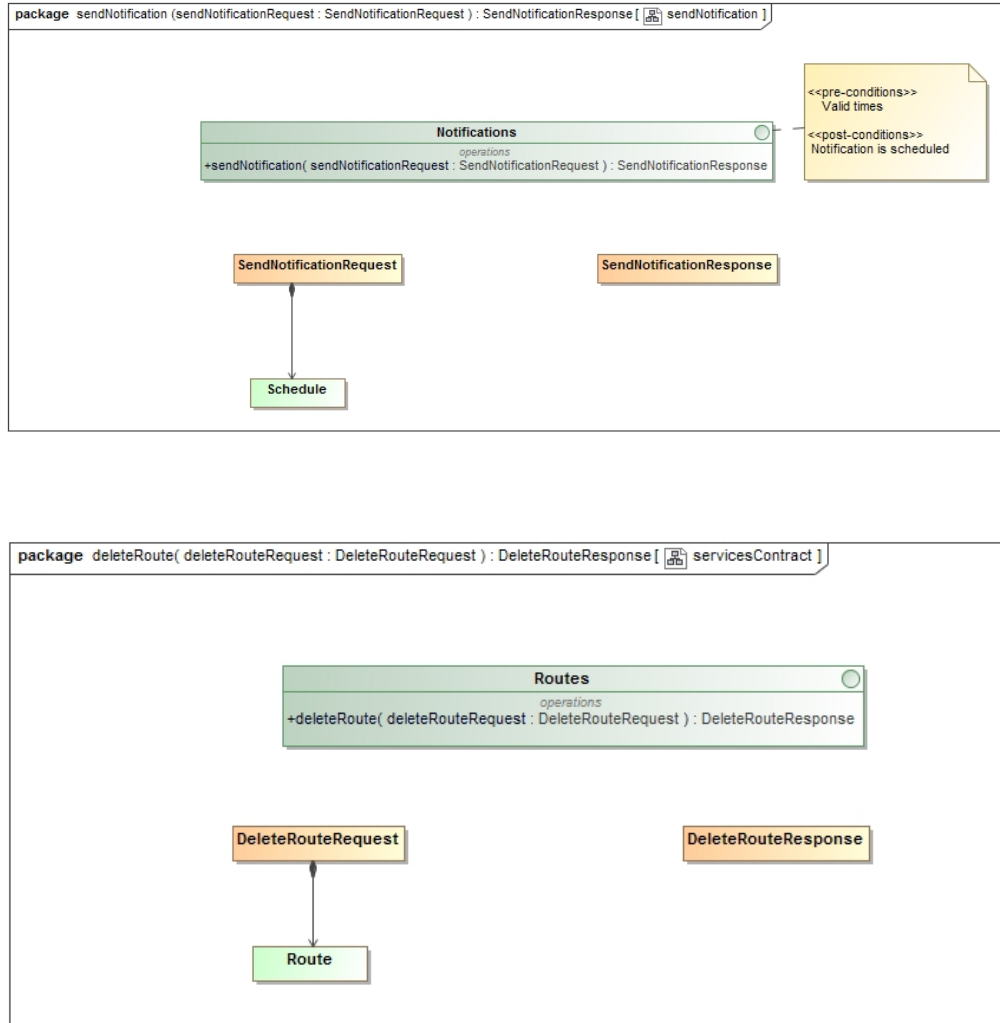 package sendNotification (sendNotificationRequest : SendNotificationRequest ) : SendNotificationResponse [ sendNotification ]
<<pre-conditions>>
Valid times
<<post-conditions>>
Notification is scheduled
Notifications
operations
+sendNotification( sendNotificationRequest : SendNotificationRequest ) : SendNotificationResponse
SendNotificationRequest
SendNotificationResponse
Schedule
package deleteRoute( deleteRouteRequest : DeleteRouteRequest ) : DeleteRouteResponse [ servicesContract ]
Routes
operations
+deleteRoute( deleteRouteRequest : DeleteRouteRequest ) : DeleteRouteResponse
DeleteRouteRequest
DeleteRouteResponse
Route